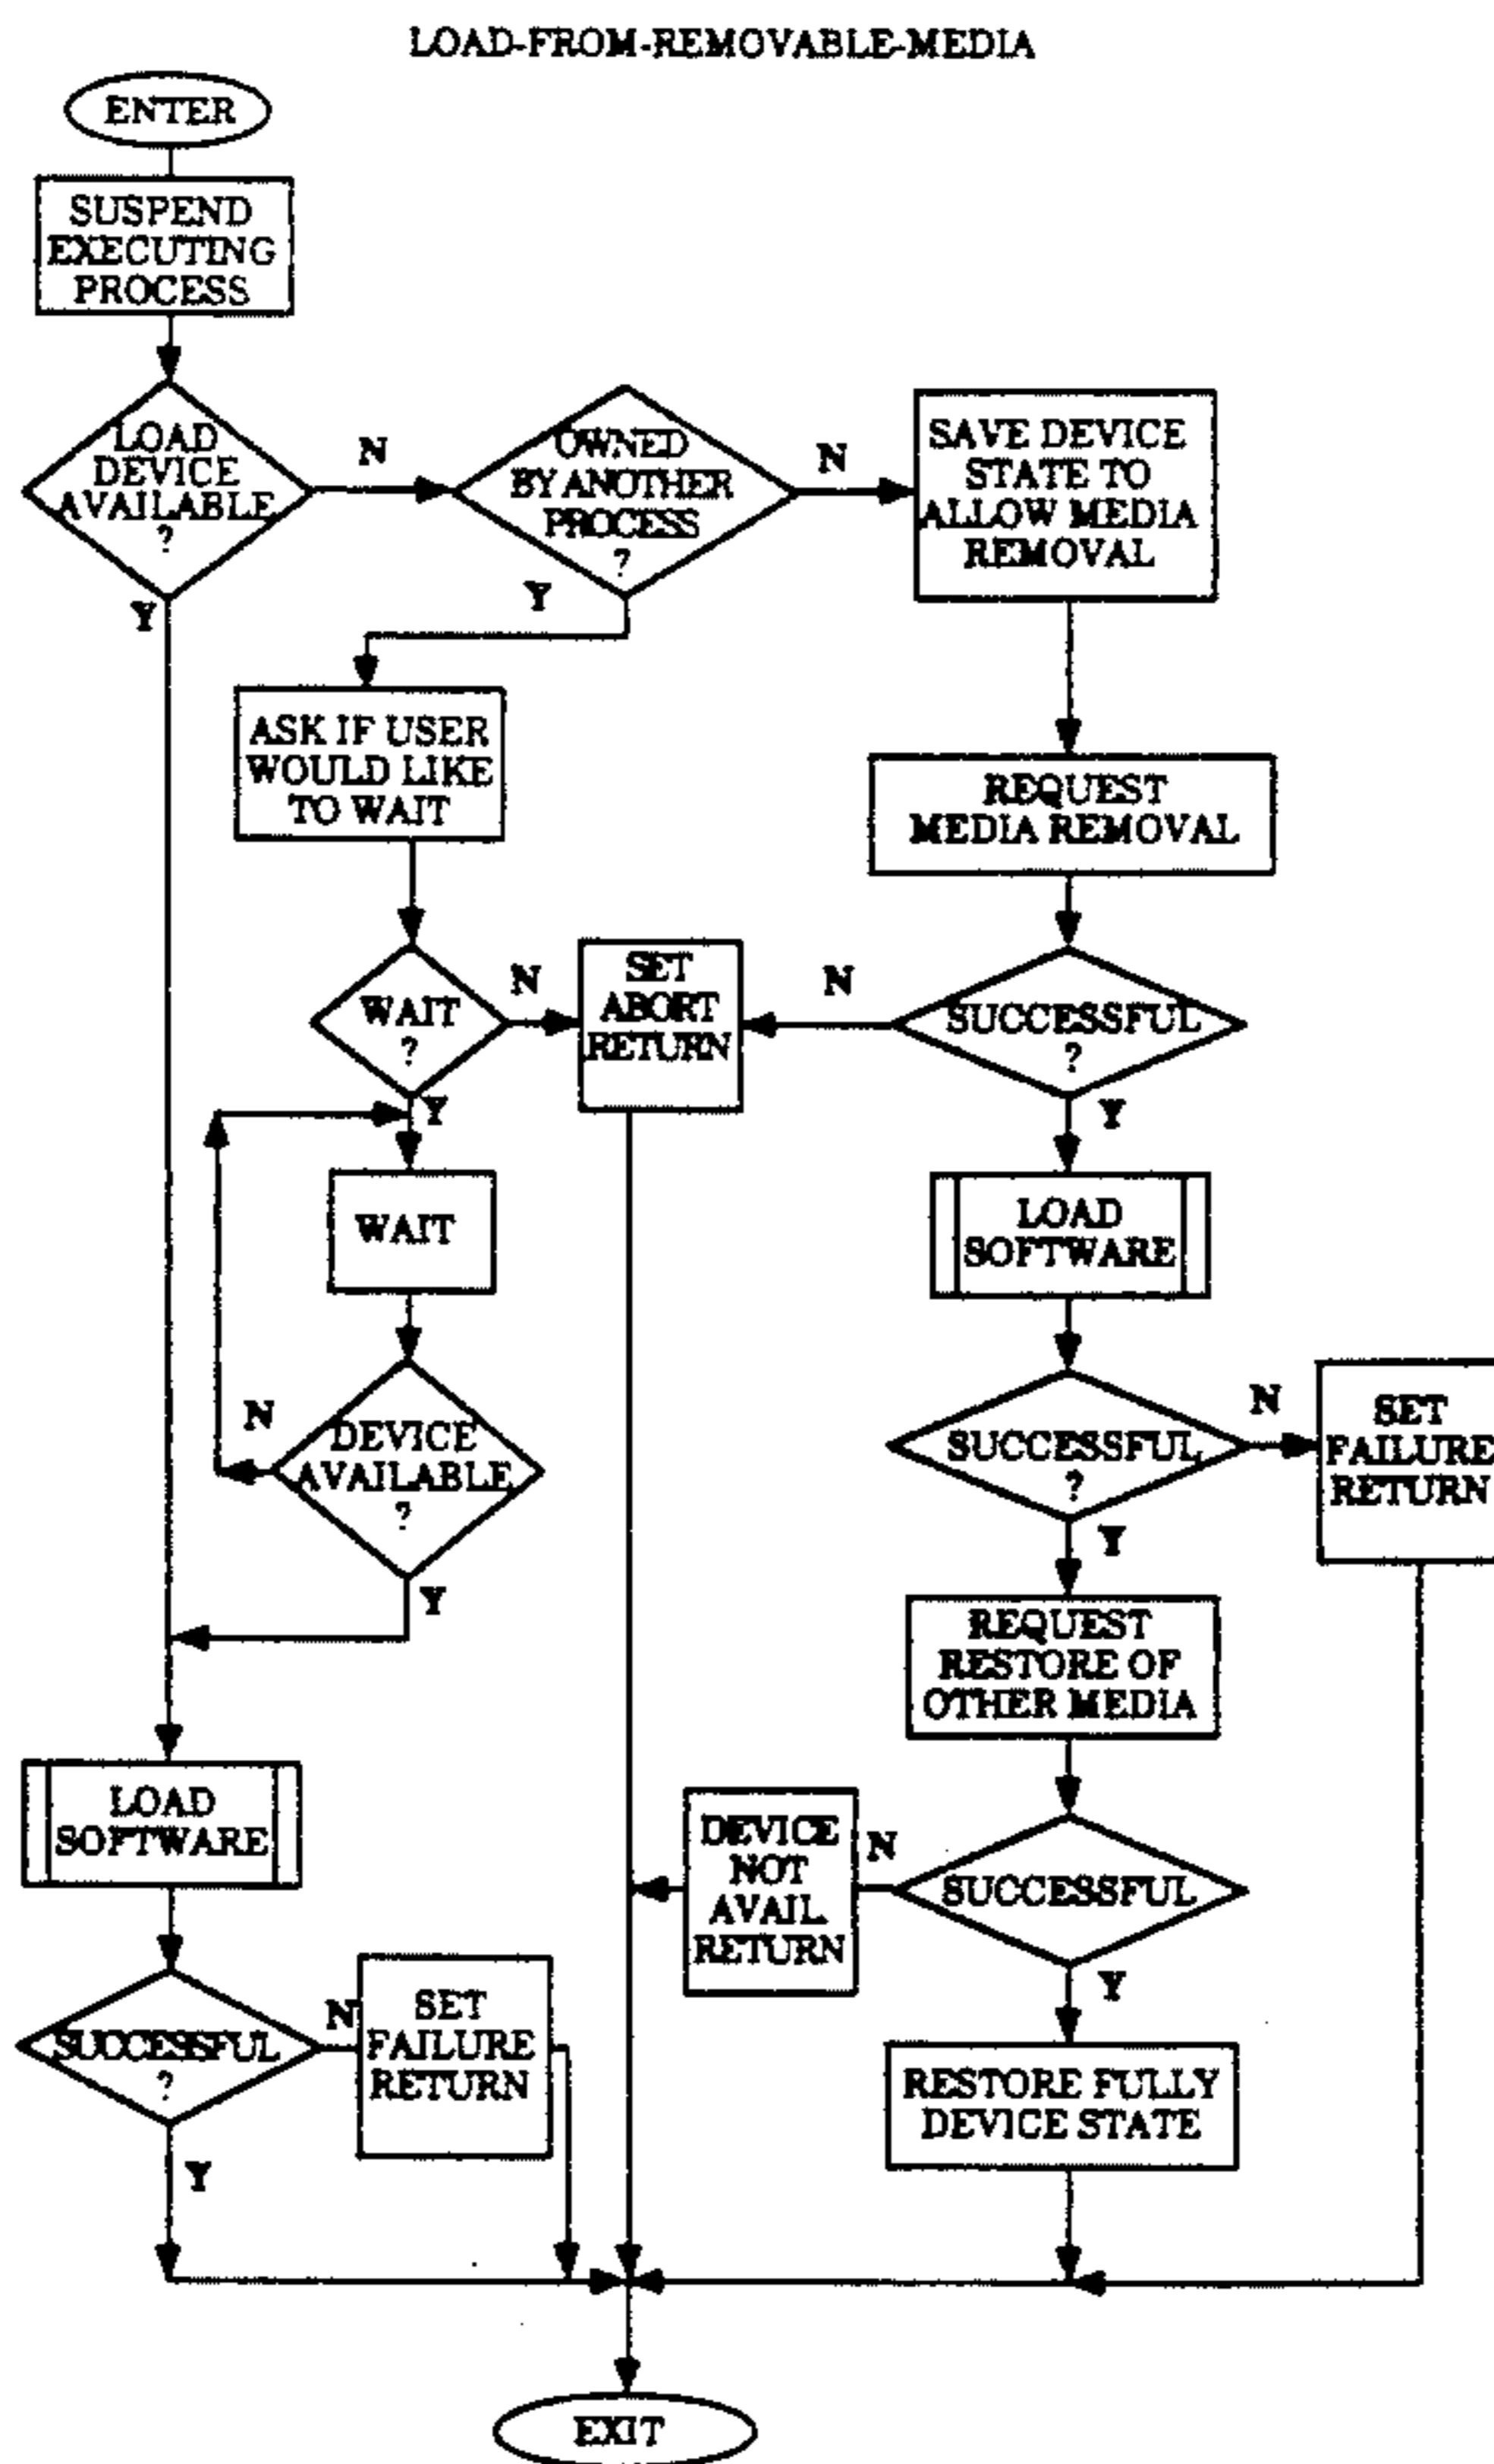 LOAD-FROM-REMOVABLE-MEDIA
ENTER
SUSPEND
EXECUTING
PROCESS
LOAD
DEVICE
AVAILABLE
?
N
Y
OWNED
BY ANOTHER
PROCESS
?
N
Y
SAVE DEVICE
STATE TO
ALLOW MEDIA
REMOVAL
ASK IF USER
WOULD LIKE
TO WAIT
REQUEST
MEDIA REMOVAL
WAIT
?
N
Y
SET
ABORT
RETURN
N
SUCCESSFUL
?
Y
WAIT
LOAD
SOFTWARE
DEVICE
AVAILABLE
?
N
Y
SUCCESSFUL
?
N
Y
SET
FAILURE
RETURN
REQUEST
RESTORE OF
OTHER MEDIA
LOAD
SOFTWARE
DEVICE
NOT
AVAIL.
RETURN
N
SUCCESSFUL
Y
SUCCESSFUL
?
N
Y
SET
FAILURE
RETURN
RESTORE FULLY
DEVICE STATE
EXIT